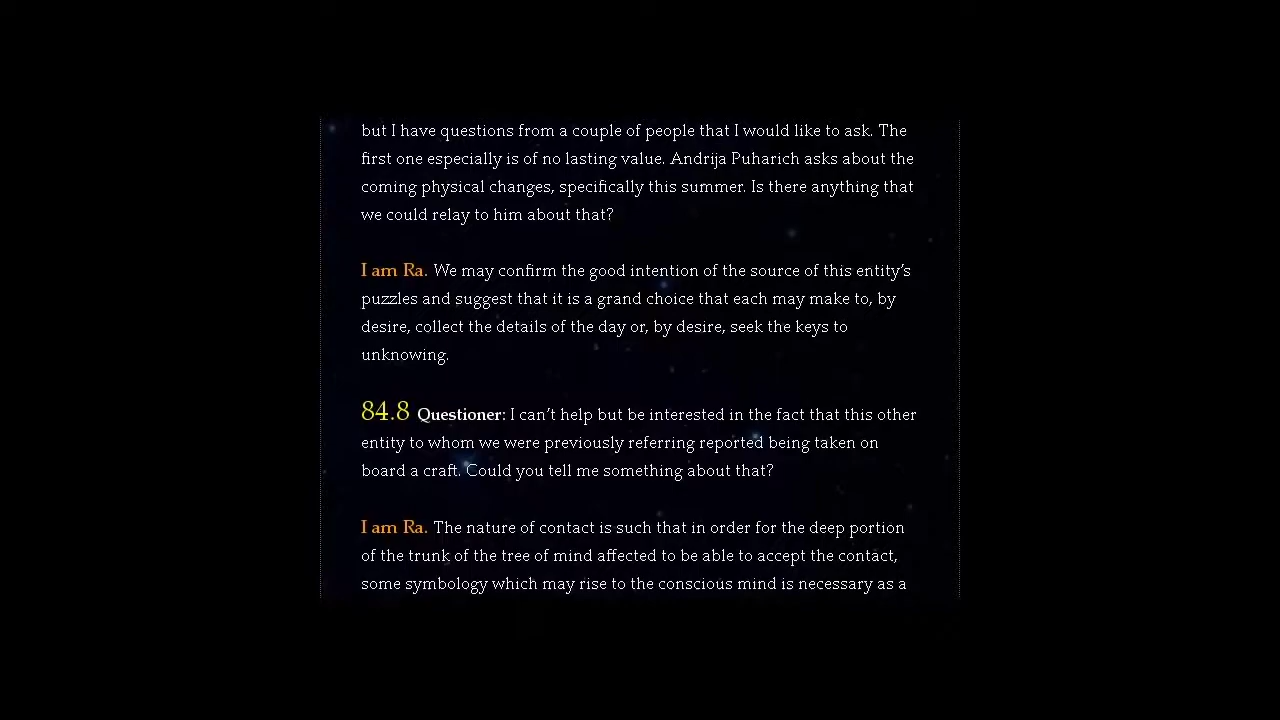 but I have questions from a couple of people that I would like to ask. The
first one especially is of no lasting value. Andrija Puharich asks about the
coming physical changes, specifically this summer. Is there anything that
we could relay to him about that?
I am Ra. We may confirm the good intention of the source of this entity’s
puzzles and suggest that it is a grand choice that each may make to, by
desire, collect the details of the day or, by desire, seek the keys to
unknowing.
84.8 Questioner: I can’t help but be interested in the fact that this other
entity to whom we were previously referring reported being taken on
board a craft. Could you tell me something about that?
I am Ra. The nature of contact is such that in order for the deep portion
of the trunk of the tree of mind affected to be able to accept the contact,
some symbology which may rise to the conscious mind is necessary as a